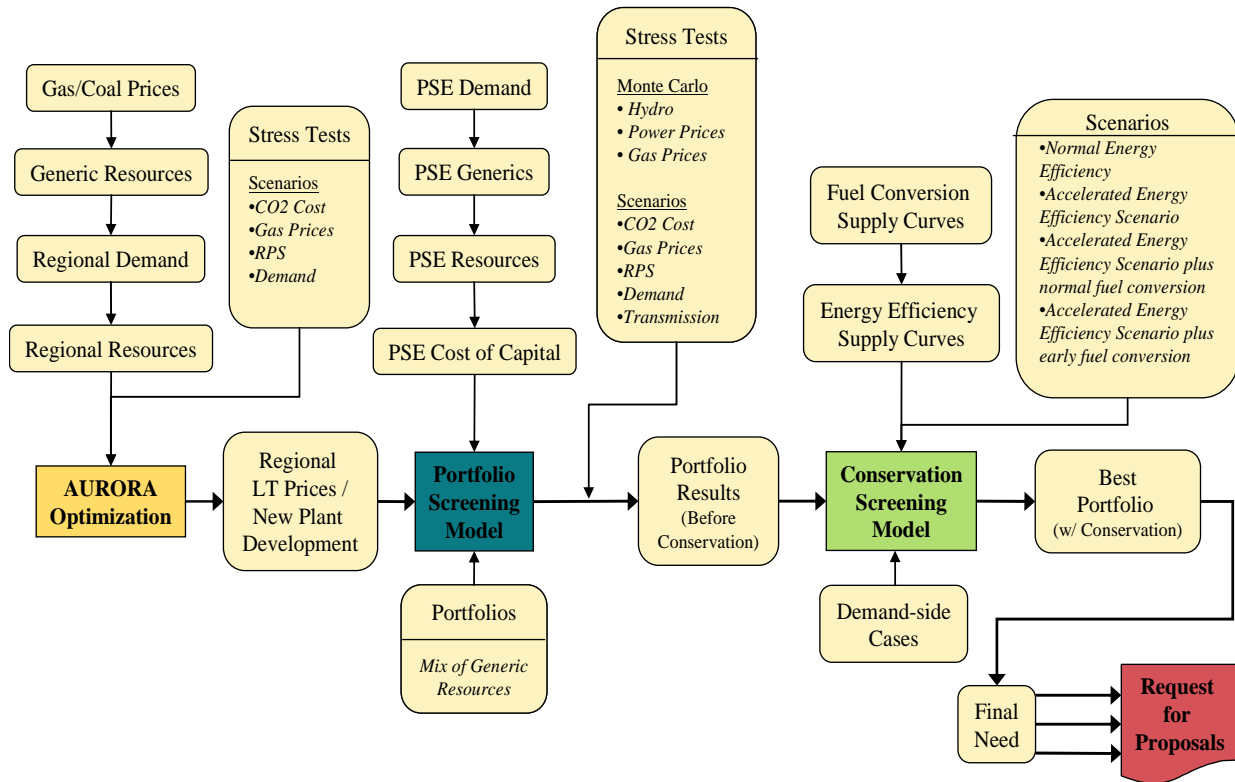 Gas/Coal Prices
Generic Resources
Regional Demand
Regional Resources
Stress Tests
Scenarios
•CO2 Cost
•Gas Prices
•RPS
•Demand
PSE Demand
PSE Generics
PSE Resources
PSE Cost of Capital
Stress Tests
Monte Carlo
• Hydro
• Power Prices
• Gas Prices
Scenarios
•CO2 Cost
•Gas Prices
•RPS
•Demand
•Transmission
Fuel Conversion
Supply Curves
Energy Efficiency
Supply Curves
Scenarios
•Normal Energy
Efficiency
•Accelerated Energy
Efficiency Scenario
•Accelerated Energy
Efficiency Scenario plus
normal fuel conversion
•Accelerated Energy
Efficiency Scenario plus
early fuel conversion
AURORA
Optimization
Regional
LT Prices /
New Plant
Development
Portfolio
Screening
Model
Portfolio
Results
(Before
Conservation)
Conservation
Screening
Model
Best
Portfolio
(w/ Conservation)
Portfolios
Mix of Generic
Resources
Demand-side
Cases
Final
Need
Request
for
Proposals